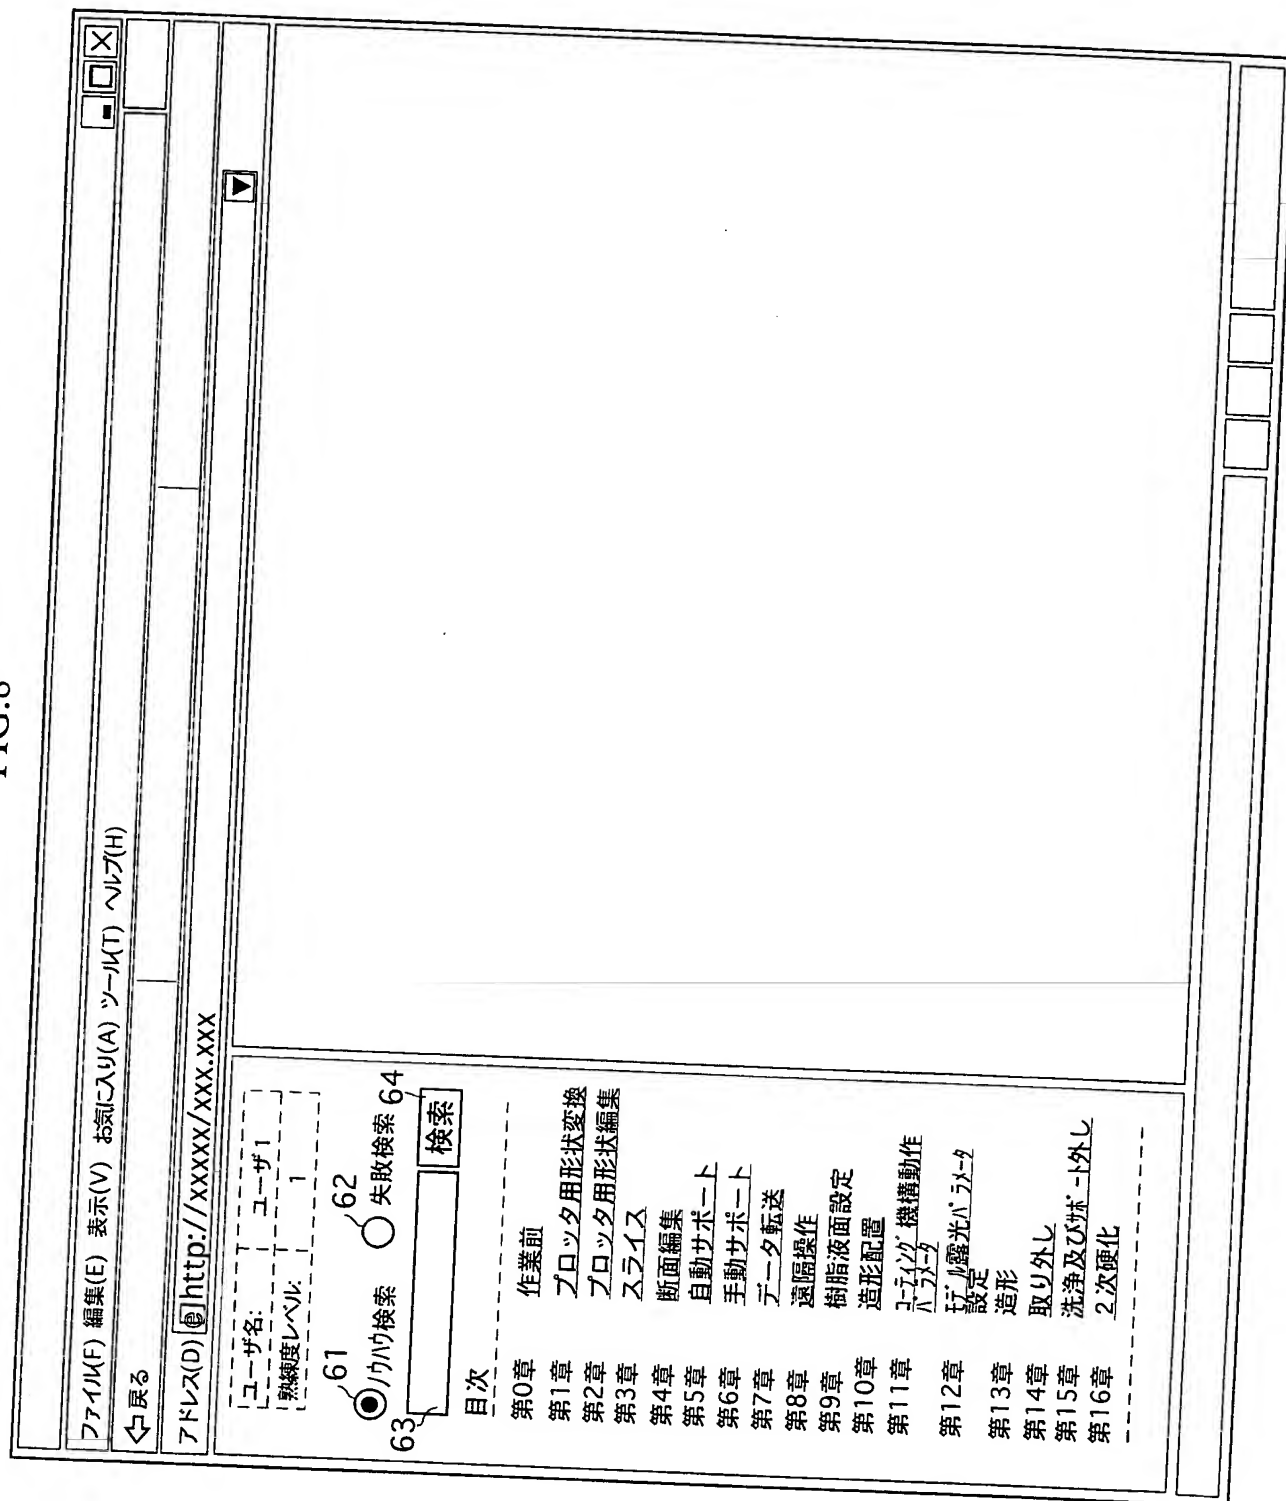 FIG.8
ファイル(F) 編集(E) 表示(V) お気に入り(A) ツール(T) ヘルプ(H)
戻る
アドレス(D) e http://xxxxx/xxx.xxx
ユーザ名: ユーザ1
熟練度レベル: 1
61 62
ノウハウ検索 失敗検索 64
63 検索
目次
第0章 作業前
第1章 プロッタ用形状変換
第2章 プロッタ用形状編集
第3章 スライス
第4章 断面編集
第5章 自動サポート
第6章 手動サポート
第7章 データ転送
第8章 遠隔操作
第9章 樹脂液面設定
第10章 造形配置
第11章 コーティング機構動作
パラメータ
第12章 モデル露光パラメータ
設定
第13章 造形
第14章 取り外し
第15章 洗浄及びサポート外し
第16章 2次硬化